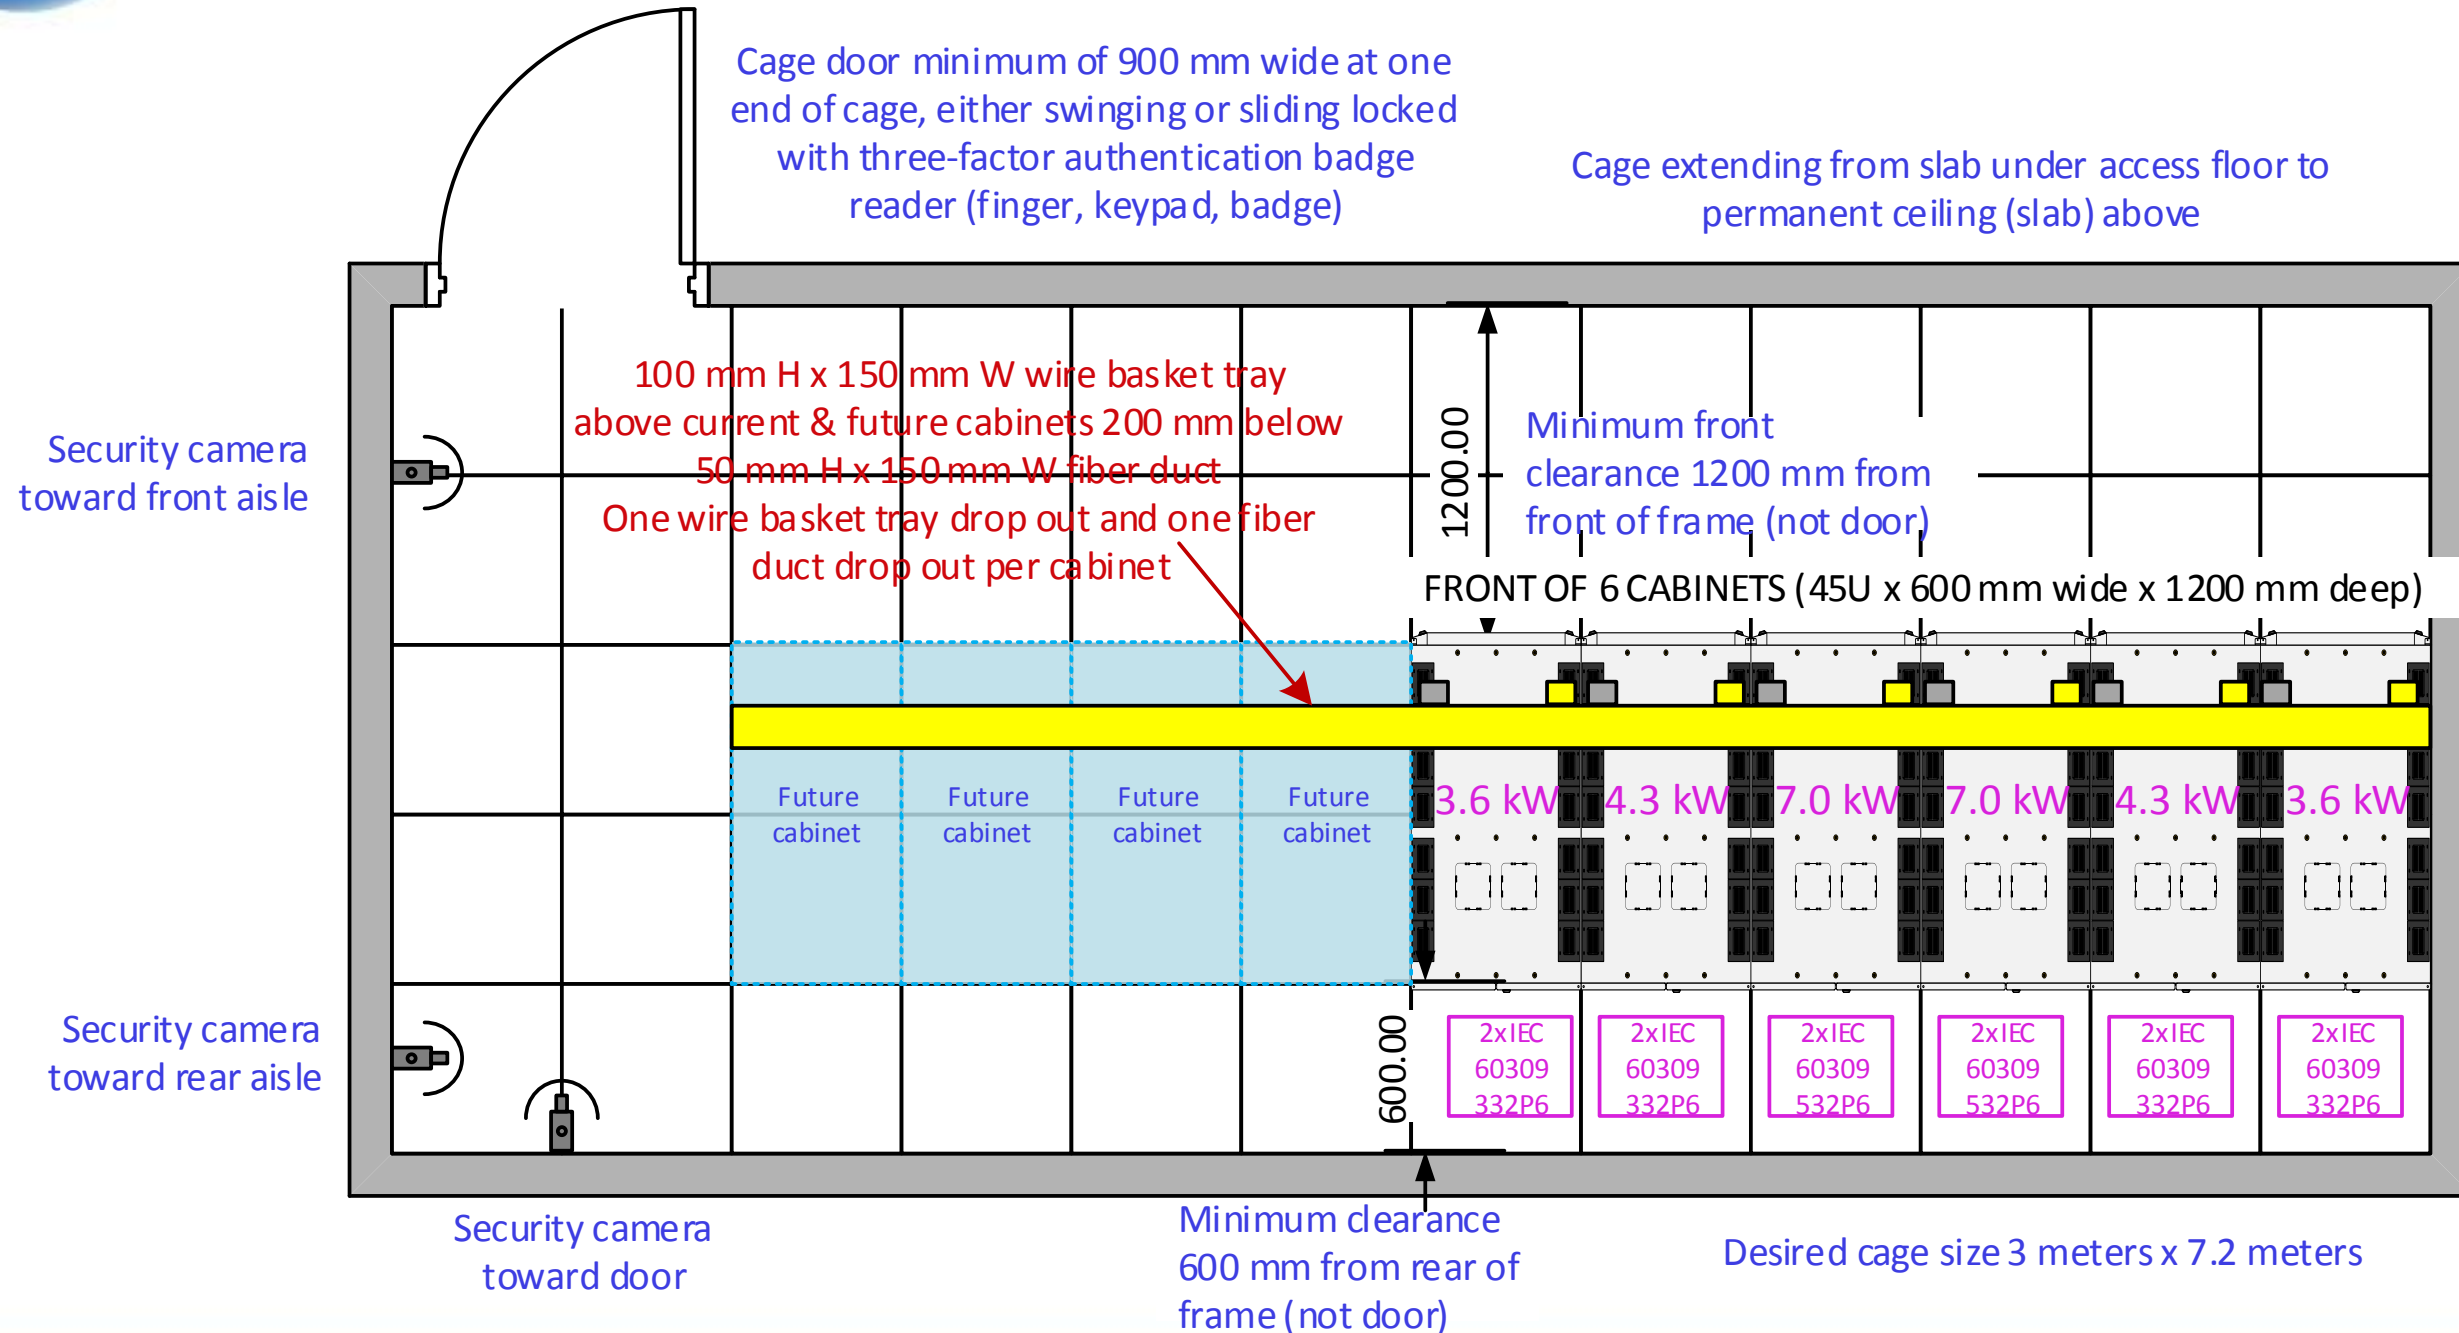 Cage door minimum of 900 mm wide at one
end of cage, either swinging or sliding locked
with three-factor authentication badge
reader (finger, keypad, badge)
Cage extending from slab under access floor to
permanent ceiling (slab) above
100 mm H x 150 mm W wire basket tray
above current & future cabinets 200 mm below
50 mm H x 150 mm W fiber duct
One wire basket tray drop out and one fiber
duct drop out per cabinet
Security camera
toward front aisle
1200.00
Minimum front
clearance 1200 mm from
front of frame (not door)
FRONT OF 6 CABINETS (45U x 600 mm wide x 1200 mm deep)
Future
cabinet
Future
cabinet
Future
cabinet
Future
cabinet
3.6 kW
4.3 kW
7.0 kW
7.0 kW
4.3 kW
3.6 kW
Security camera
toward rear aisle
600.00
2xIEC
60309
332P6
2xIEC
60309
332P6
2xIEC
60309
532P6
2xIEC
60309
532P6
2xIEC
60309
332P6
2xIEC
60309
332P6
Security camera
toward door
Minimum clearance
600 mm from rear of
frame (not door)
Desired cage size 3 meters x 7.2 meters